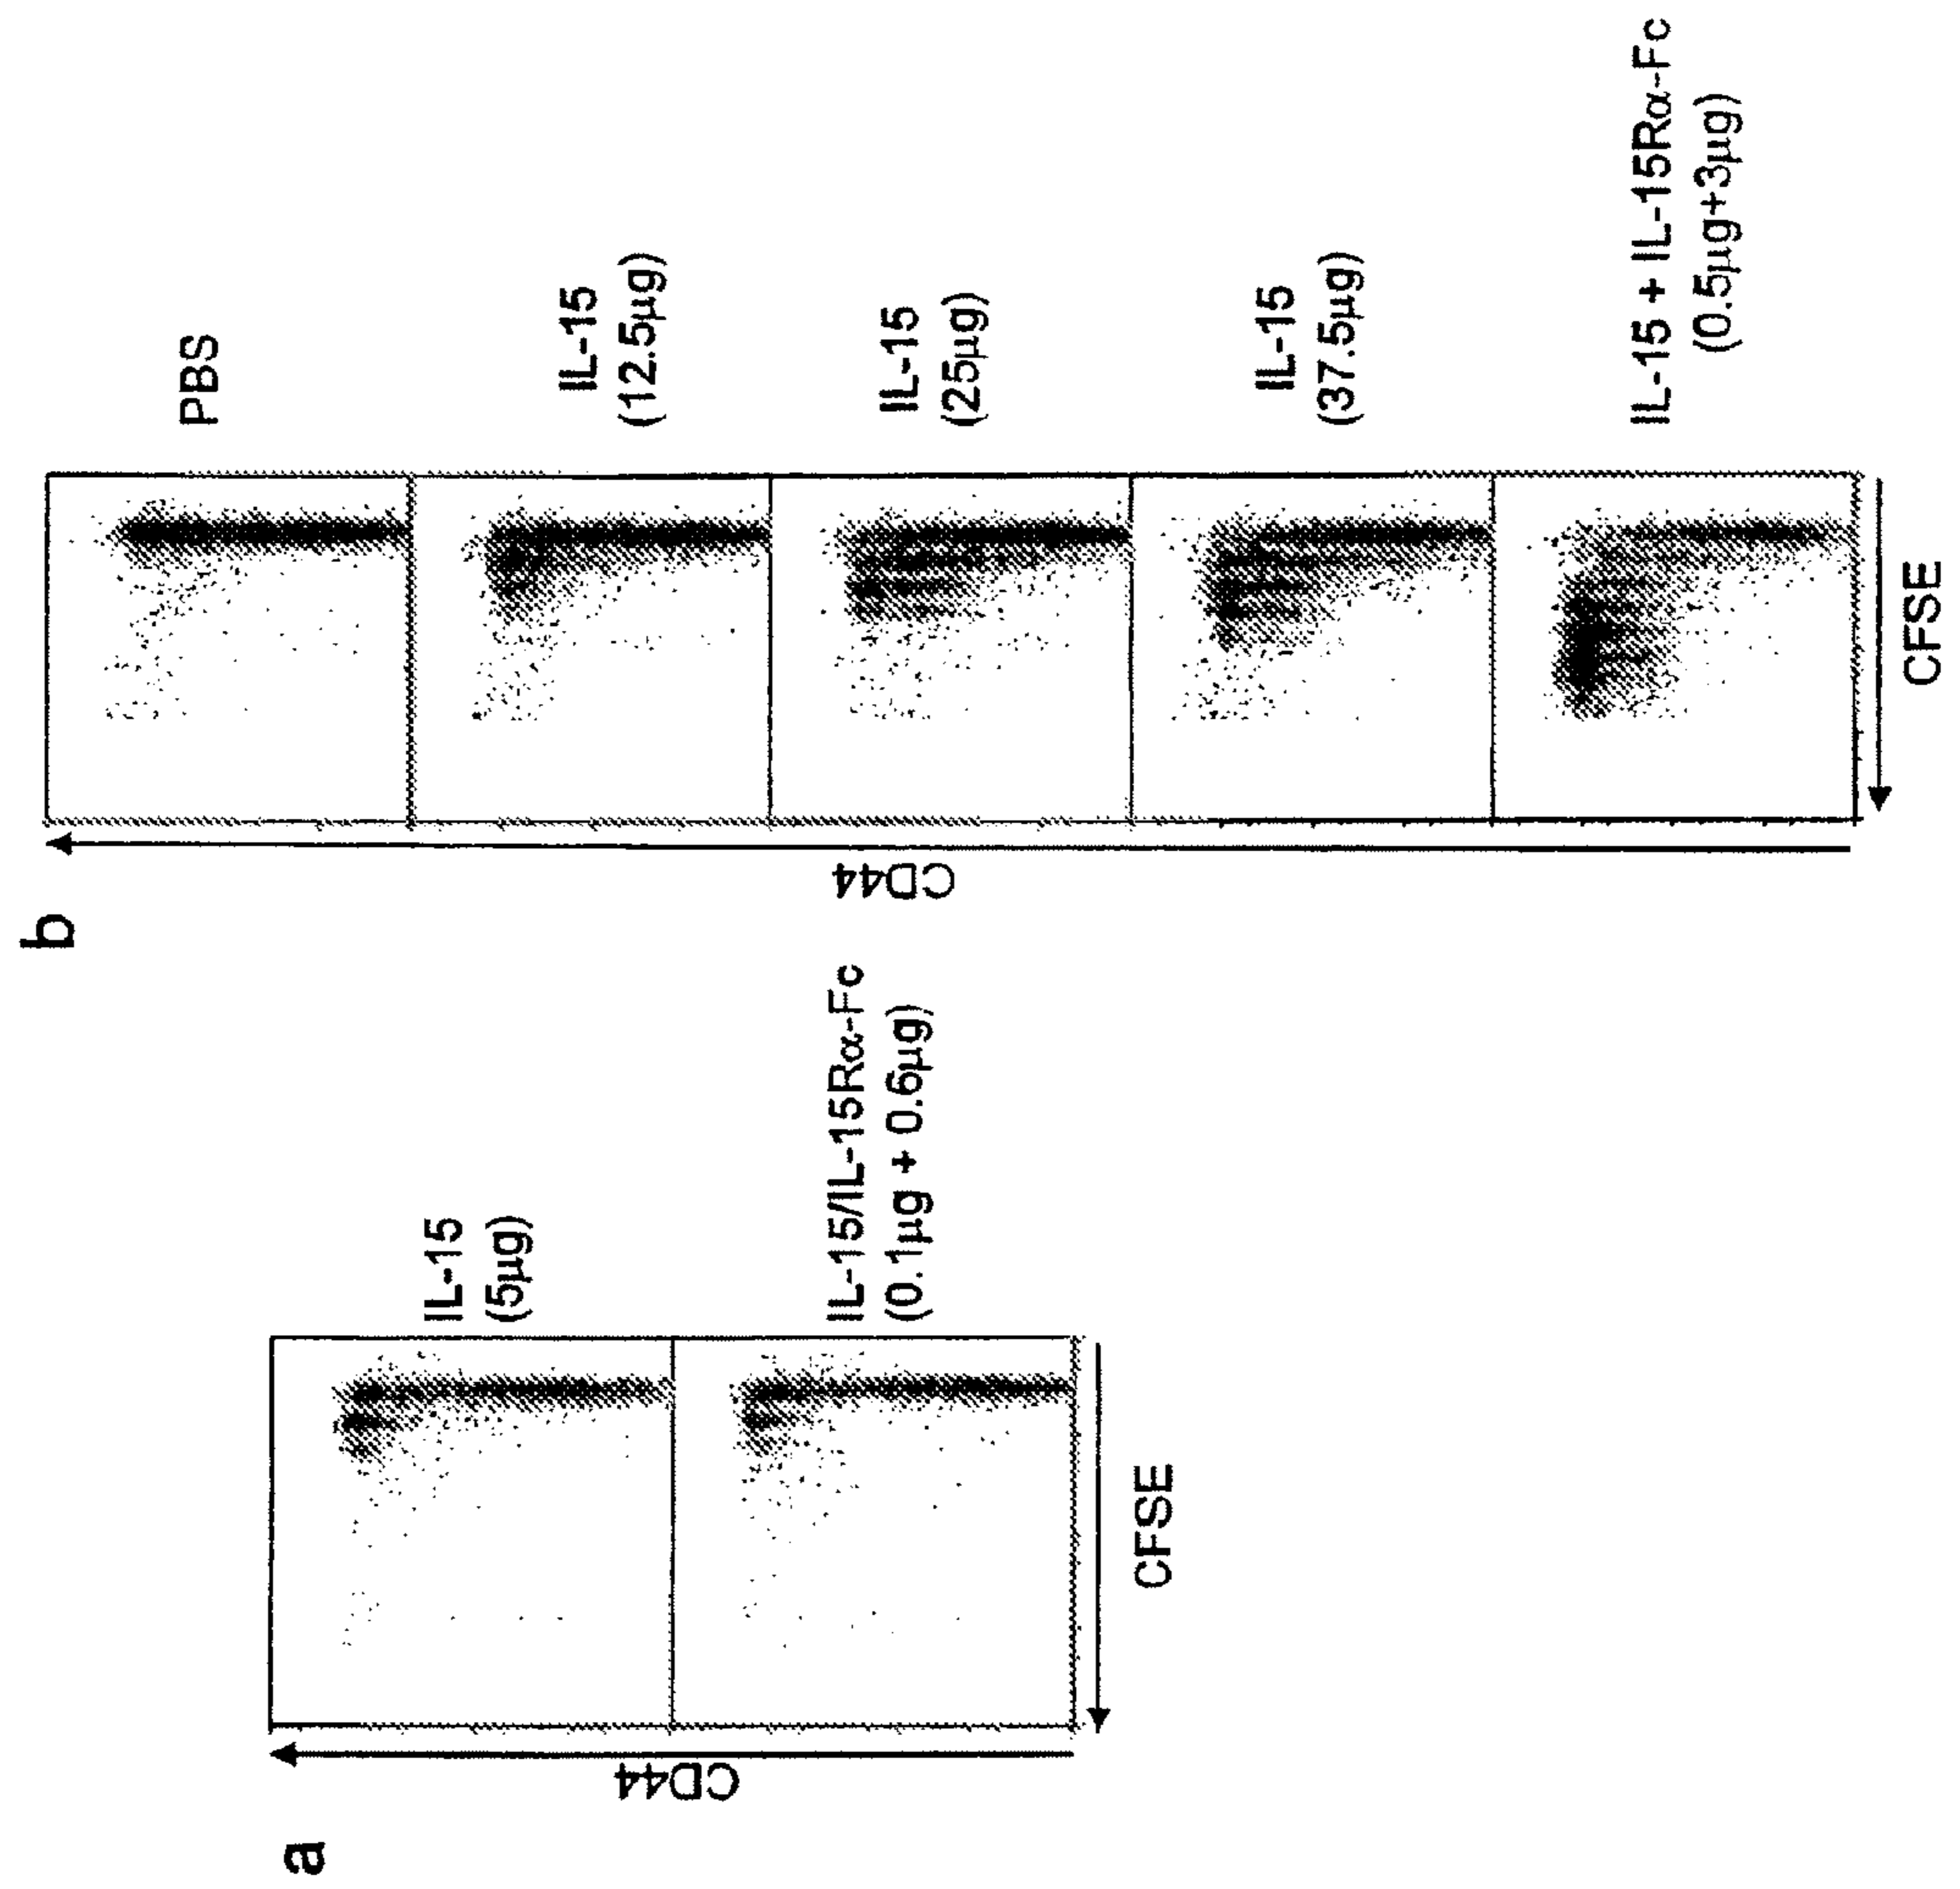 a
CD44
IL-15
(5µg)
IL-15/IL-15Rα-Fc
(0.1µg + 0.6µg)
CFSE
b
CD44
PBS
IL-15
(12.5µg)
IL-15
(25µg)
IL-15
(37.5µg)
IL-15 + IL-15Rα-Fc
(0.5µg+3µg)
CFSE